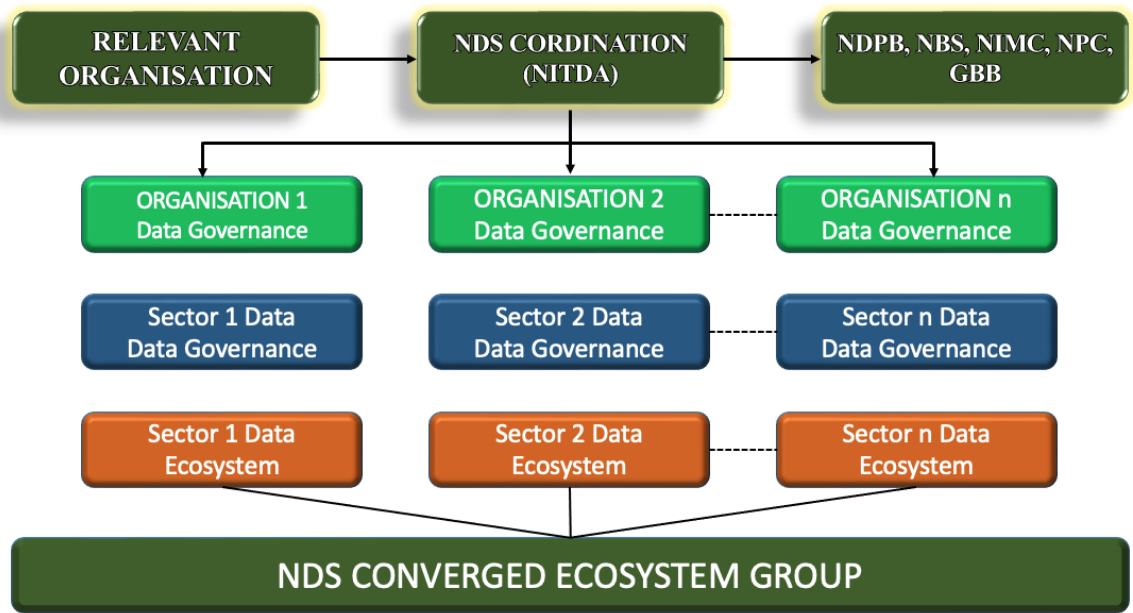 RELEVANT
ORGANISATION
NDS CORDINATION
(NITDA)
NDPB, NBS, NIMC, NPC,
GBB
ORGANISATION 1
Data Governance
ORGANISATION 2
Data Governance
ORGANISATION n
Data Governance
Sector 1 Data
Data Governance
Sector 2 Data
Data Governance
Sector n Data
Data Governance
Sector 1 Data
Ecosystem
Sector 2 Data
Ecosystem
Sector n Data
Ecosystem
NDS CONVERGED ECOSYSTEM GROUP